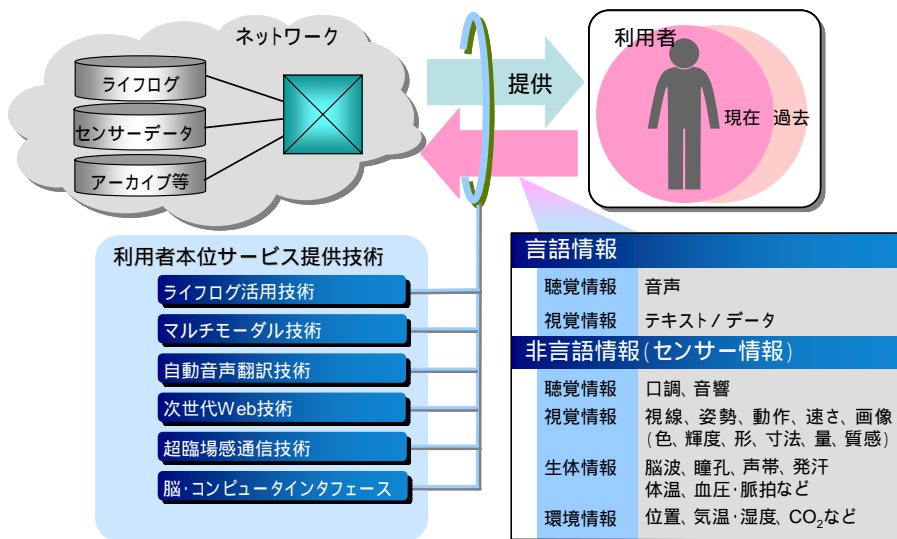 ネットワーク
ライフログ
センサーデータ
アーカイブ等
提供
利用者
現在 過去
利用者本位サービス提供技術
ライフログ活用技術
マルチモーダル技術
自動音声翻訳技術
次世代Web技術
超臨場感通信技術
脳・コンピュータインタフェース
言語情報
聴覚情報 音声
視覚情報 テキスト/データ
非言語情報(センサー情報)
聴覚情報 口調、音響
視覚情報 視線、姿勢、動作、速さ、画像
(色、輝度、形、寸法、量、質感)
生体情報 脳波、瞳孔、声帯、発汗
体温、血圧・脈拍など
環境情報 位置、気温・湿度、CO₂など